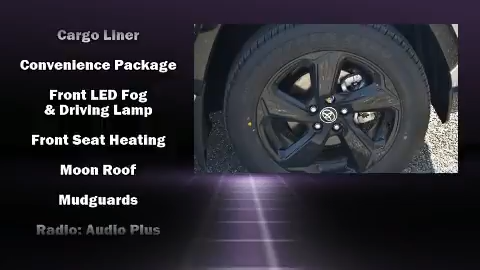 Cargo Liner
Convenience Package
Front LED Fog
& Driving Lamp
Front Seat Heating
Moon Roof
Mudguards
Radio: Audio Plus